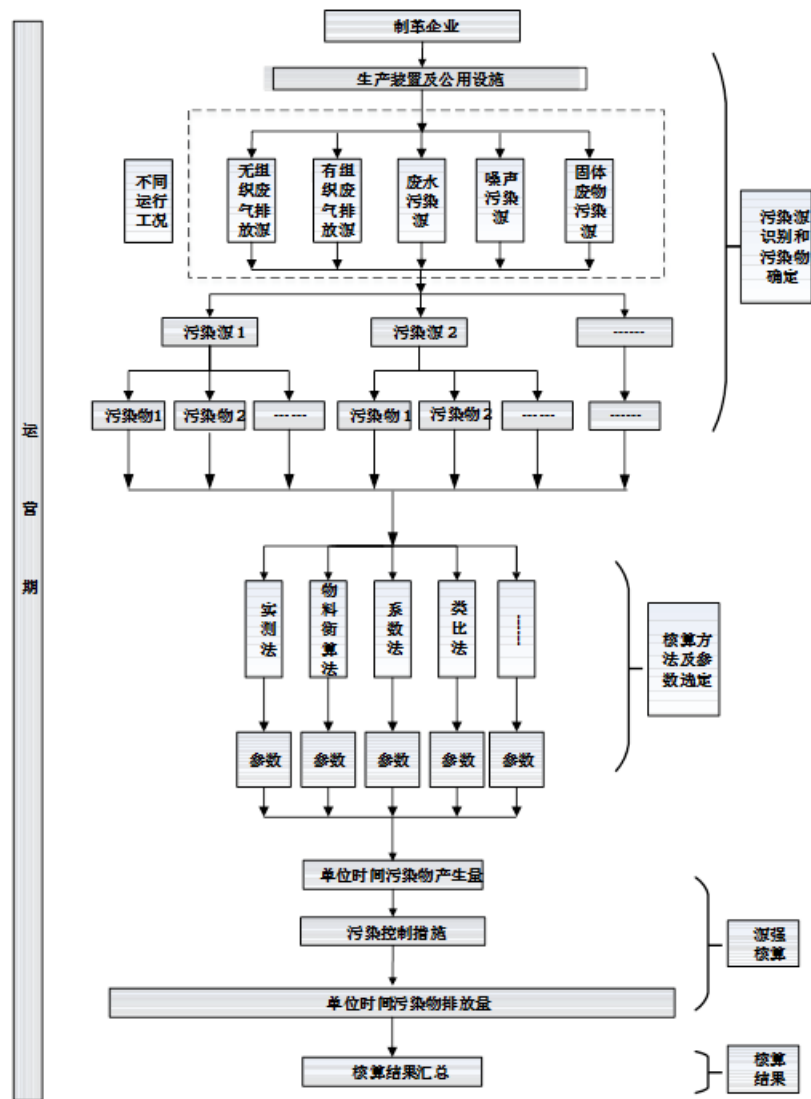 制革企业
生产装置及公用设施
不同
运行
工况
无组
织废
气排
放源
有组
织废
气排
放源
废水
污染
源
噪声
污染
源
固体
废物
污染
源
污染源
识别和
污染物
确定
污染源 1
污染源 2
------
污染物1
污染物 2
------
污染物 1
污染物 2
------
------
运
营
期
实
测
法
物
料
衡
算
法
系
数
法
类
比
法
------
核算方
法及参
数选定
参数
参数
参数
参数
参数
单位时间污染物产生量
污染控制措施
源强
核算
单位时间污染物排放量
核算结果汇总
核算
结果